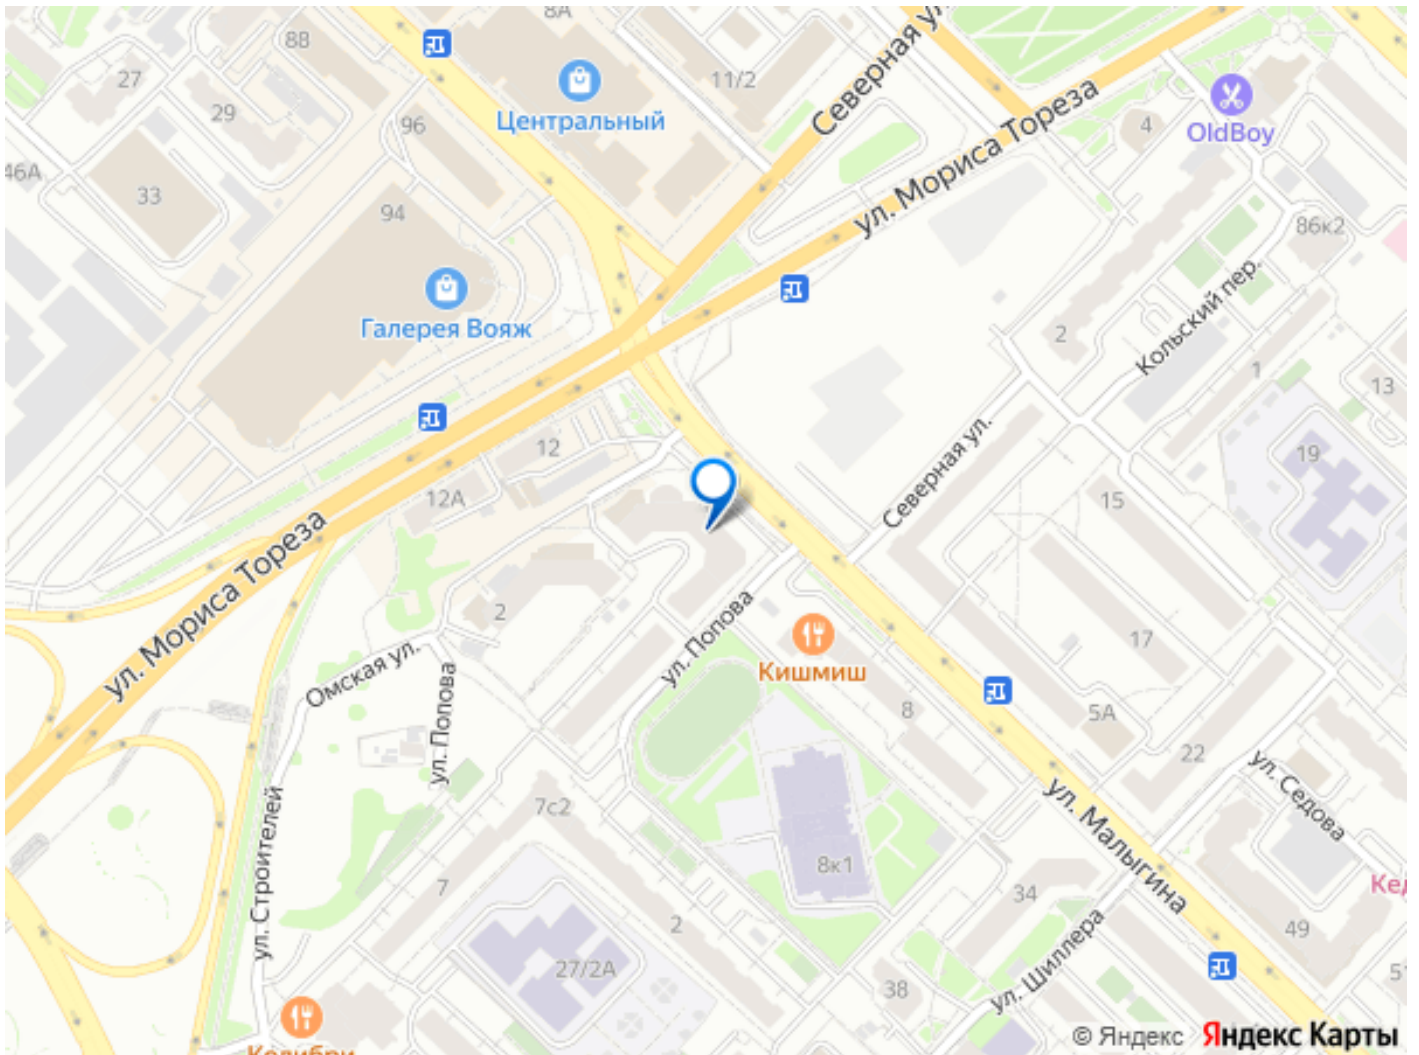 8А
88
Северная ул.
27
11/2
Центральный
29
96
ул. Мориса Тореза
4
OldBoy
46А
33
94
86к2
Галерея Вояж
Кольский пер.
2
1
13
12
Северная ул.
19
12А
15
ул. Мориса Тореза
2
ул. Попова
Кишмиш
17
Омская ул.
ул. Попова
8
5А
22
ул. Седова
7с2
ул. Малыгина
ул. Строителей
8к1
7
34
Кед
2
49
ул. Шиллера
27/2А
38
51
Колибри
© Яндекс Яндекс Карты